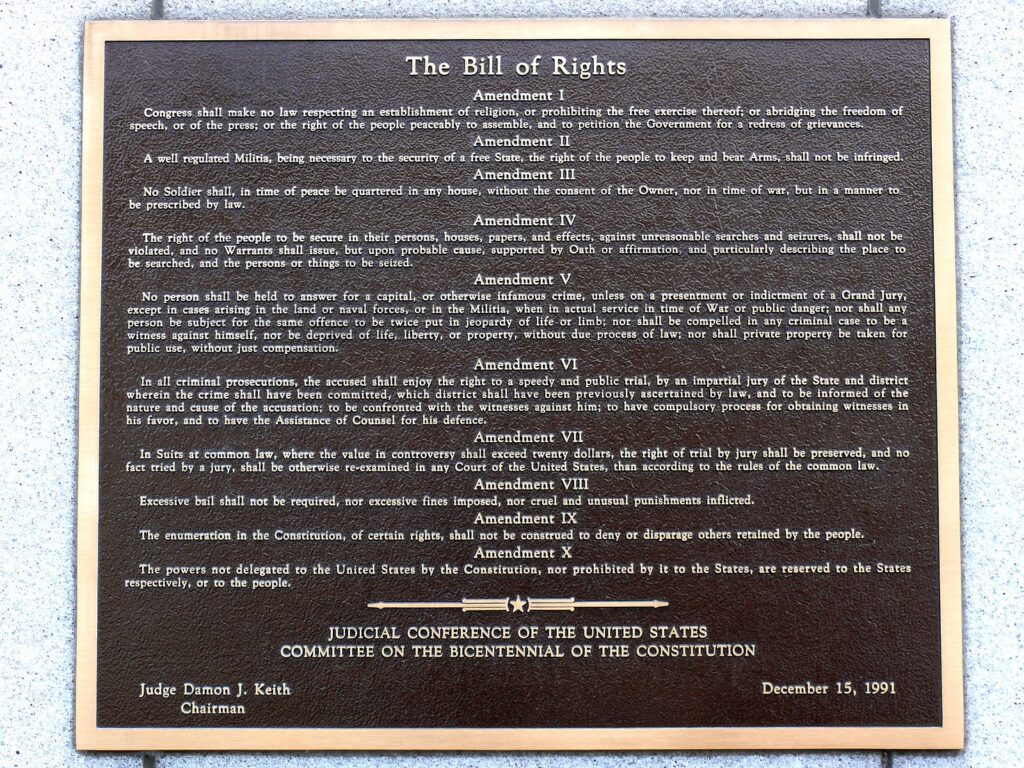 The Bill of Rights
Amendment I
Congress shall make no law respecting an establishment of religion, or prohibiting the free exercise thereof; or abridging the freedom of
speech, or of the press; or the right of the people peaceably to assemble, and to petition the Government for a redress of grievances.
Amendment II
A well regulated Militia, being necessary to the security of a free State, the right of the people to keep and bear Arms, shall not be infringed.
Amendment III
No Soldier shall, in time of peace be quartered in any house, without the consent of the Owner, nor in time of war, but in a manner to
be prescribed by law.
Amendment IV
The right of the people to be secure in their persons, houses, papers, and effects, against unreasonable searches and seizures, shall not be
violated, and no Warrants shall issue, but upon probable cause, supported by Oath or affirmation, and particularly describing the place to
be searched, and the persons or things to be seized.
Amendment V
No person shall be held to answer for a capital, or otherwise infamous crime, unless on a presentment or indictment of a Grand Jury,
except in cases arising in the land or naval forces, or in the Militia, when in actual service in time of War or public danger; nor shall any
person be subject for the same offence to be twice put in jeopardy of life or limb; nor shall be compelled in any criminal case to be a
witness against himself, nor be deprived of life, liberty, or property, without due process of law; nor shall private property be taken for
public use, without just compensation.
Amendment VI
In all criminal prosecutions, the accused shall enjoy the right to a speedy and public trial, by an impartial jury of the State and district
wherein the crime shall have been committed, which district shall have been previously ascertained by law, and to be informed of the
nature and cause of the accusation; to be confronted with the witnesses against him; to have compulsory process for obtaining witnesses in
his favor, and to have the Assistance of Counsel for his defence.
Amendment VII
In Suits at common law, where the value in controversy shall exceed twenty dollars, the right of trial by jury shall be preserved, and no
fact tried by a jury, shall be otherwise re-examined in any Court of the United States, than according to the rules of the common law.
Amendment VIII
Excessive bail shall not be required, nor excessive fines imposed, nor cruel and unusual punishments inflicted.
Amendment IX
The enumeration in the Constitution, of certain rights, shall not be construed to deny or disparage others retained by the people.
Amendment X
The powers not delegated to the United States by the Constitution, nor prohibited by it to the States, are reserved to the States
respectively, or to the people.
JUDICIAL CONFERENCE OF THE UNITED STATES
COMMITTEE ON THE BICENTENNIAL OF THE CONSTITUTION
Judge Damon J. Keith
Chairman
December 15, 1991